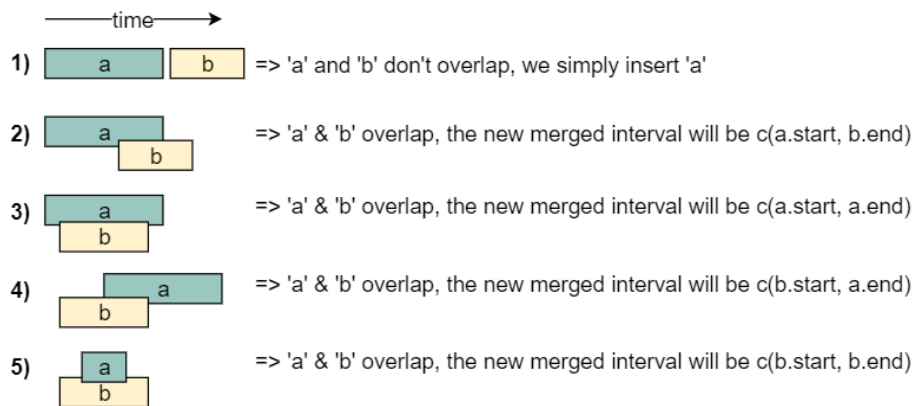 time
1) a b => 'a' and 'b' don't overlap, we simply insert 'a'
2) a => 'a' & 'b' overlap, the new merged interval will be c(a.start, b.end)
b
3) a => 'a' & 'b' overlap, the new merged interval will be c(a.start, a.end)
b
4) a => 'a' & 'b' overlap, the new merged interval will be c(b.start, a.end)
b
5) a => 'a' & 'b' overlap, the new merged interval will be c(b.start, b.end)
b